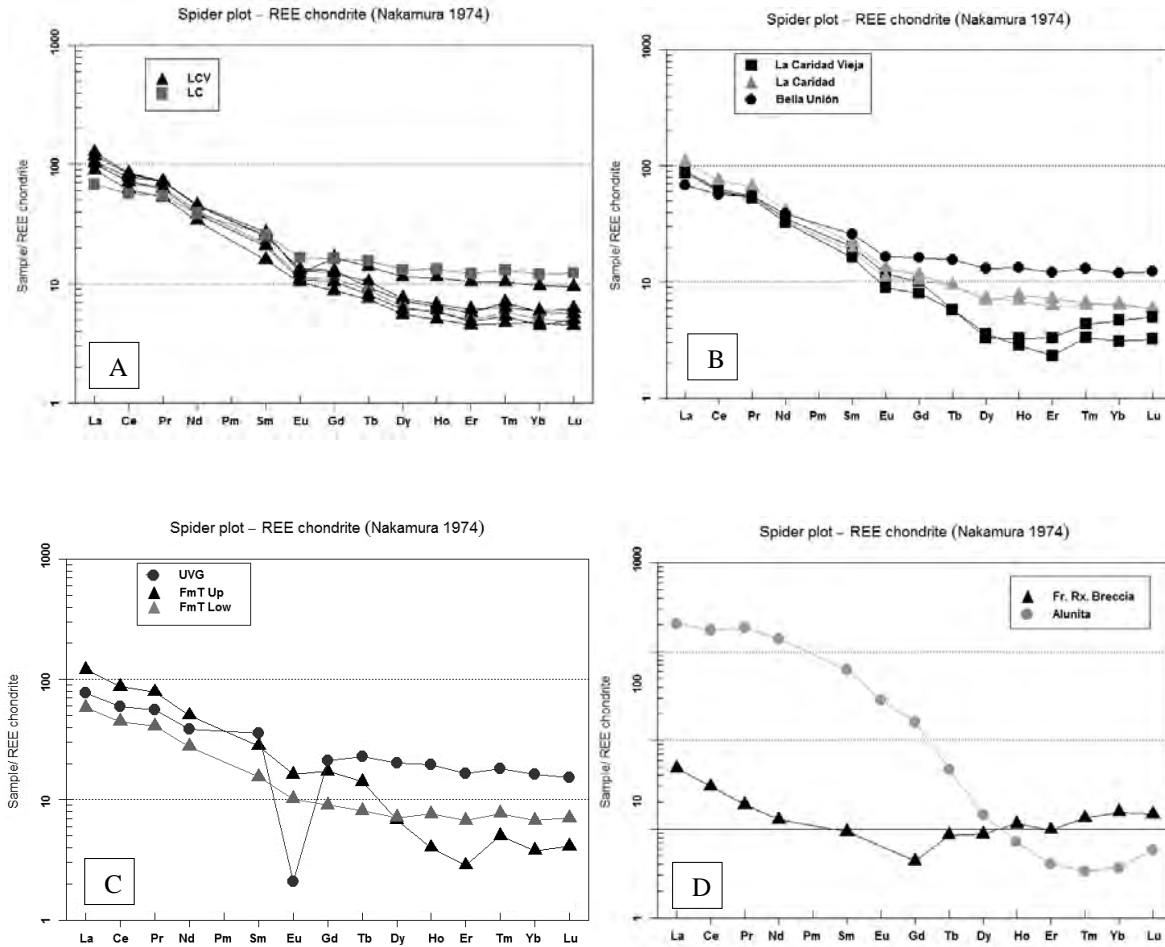 Spider plot – REE chondrite (Nakamura 1974)
1000
100
10
1
Sample/ REE chondrite
LCV
LC
A
La Ce Pr Nd Pm Sm Eu Gd Tb Dy Ho Er Tm Yb Lu
Spider plot – REE chondrite (Nakamura 1974)
1000
100
10
1
Sample/ REE chondrite
La Caridad Vieja
La Caridad
Bella Unión
B
La Ce Pr Nd Pm Sm Eu Gd Tb Dy Ho Er Tm Yb Lu
Spider plot – REE chondrite (Nakamura 1974)
1000
100
10
1
Sample/ REE chondrite
UVG
FmT Up
FmT Low
C
La Ce Pr Nd Pm Sm Eu Gd Tb Dy Ho Er Tm Yb Lu
Spider plot – REE chondrite (Nakamura 1974)
1000
100
10
1
Sample/ REE chondrite
Fr. Rx. Breccia
Alunita
D
La Ce Pr Nd Pm Sm Eu Gd Tb Dy Ho Er Tm Yb Lu